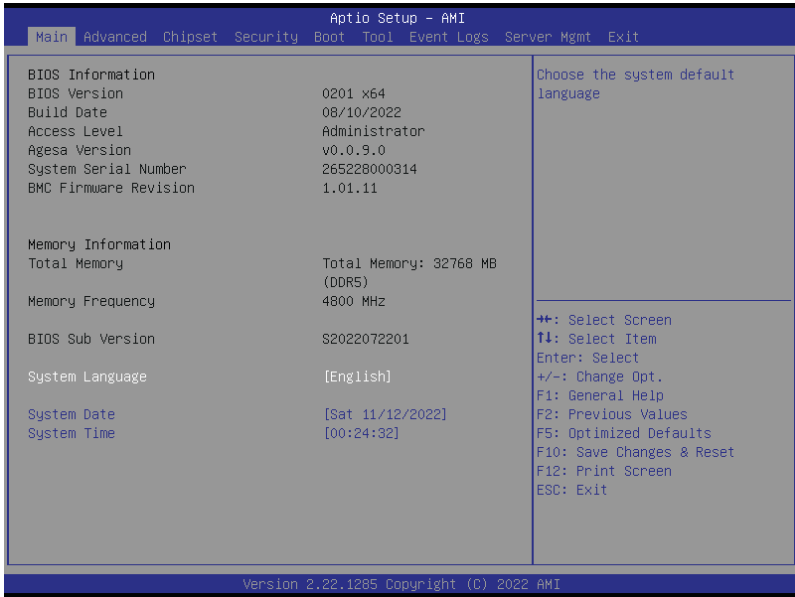 Aptio Setup – AMI
Main Advanced Chipset Security Boot Tool Event Logs Server Mgmt Exit
BIOS Information
BIOS Version 0201 x64
Build Date 08/10/2022
Access Level Administrator
Agesa Version v0.0.9.0
System Serial Number 265228000314
BMC Firmware Revision 1.01.11
Memory Information
Total Memory Total Memory: 32768 MB
(DDR5)
Memory Frequency 4800 MHz
BIOS Sub Version S2022072201
System Language [English]
System Date [Sat 11/12/2022]
System Time [00:24:32]
Choose the system default
language
→←: Select Screen
↑↓: Select Item
Enter: Select
+/-: Change Opt.
F1: General Help
F2: Previous Values
F5: Optimized Defaults
F10: Save Changes & Reset
F12: Print Screen
ESC: Exit
Version 2.22.1285 Copyright (C) 2022 AMI